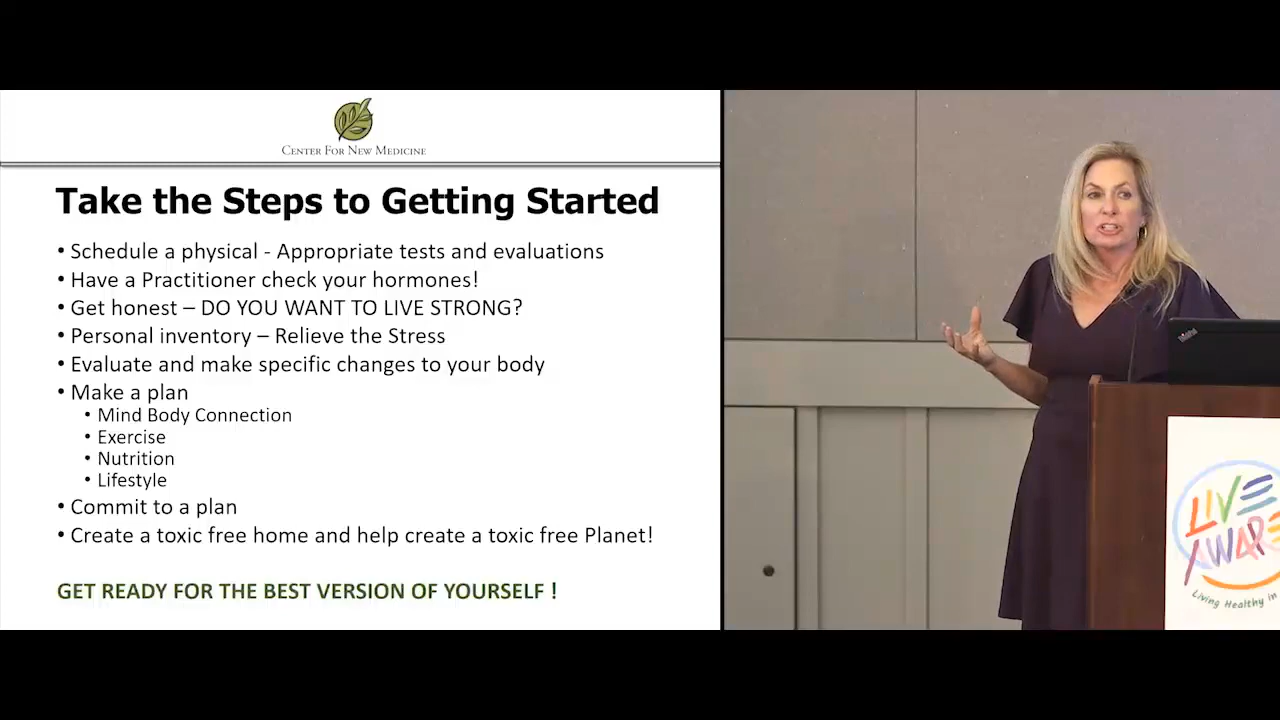 CENTER FOR NEW MEDICINE
Take the Steps to Getting Started
• Schedule a physical - Appropriate tests and evaluations
• Have a Practitioner check your hormones!
• Get honest – DO YOU WANT TO LIVE STRONG?
• Personal inventory – Relieve the Stress
• Evaluate and make specific changes to your body
• Make a plan
• Mind Body Connection
• Exercise
• Nutrition
• Lifestyle
• Commit to a plan
• Create a toxic free home and help create a toxic free Planet!
GET READY FOR THE BEST VERSION OF YOURSELF !
ThinkPad
LIVE
AWARE
Living Healthy in